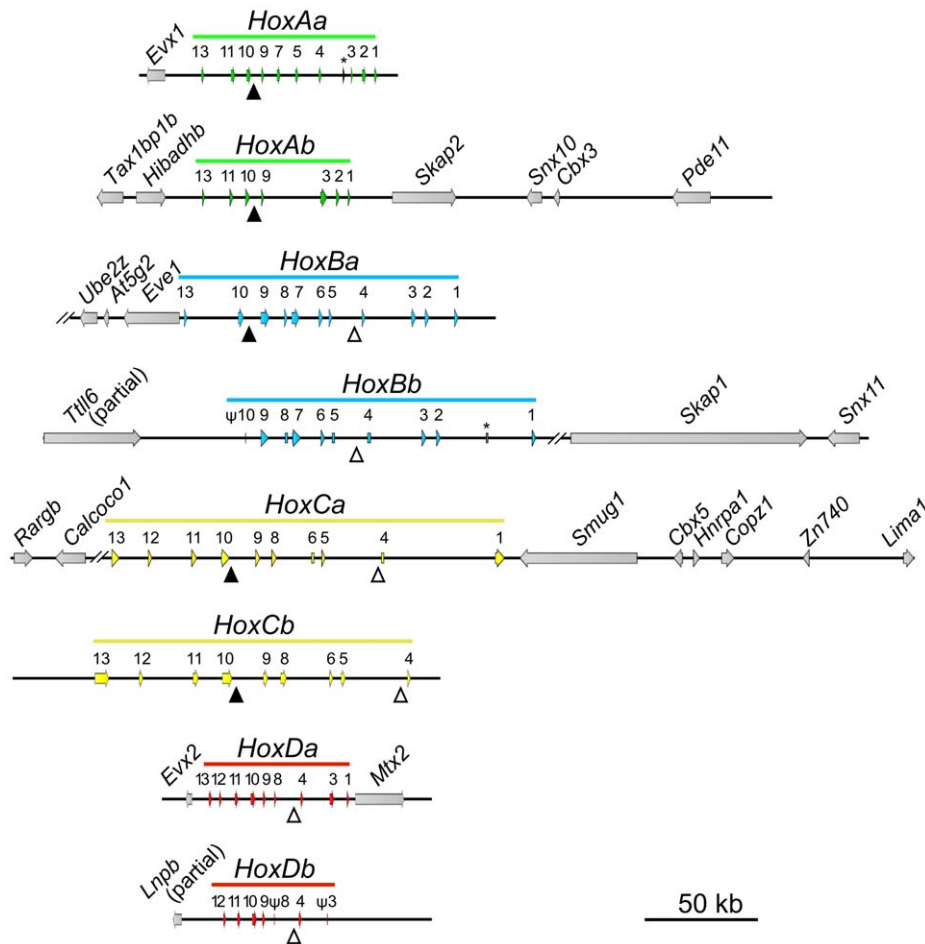 HoxAa
Evx1
13 11 10 9 7 5 4 * 3 2 1
HoxAb
Tax1bp1b Hibadhb Skap2 Snx10 Cbx3 Pde11
13 11 10 9 3 2 1
HoxBa
Ube2z At5g2 Eve1
13 10 9 8 7 6 5 4 3 2 1
HoxBb
Ttll6 (partial) Skap1 Snx11
ψ10 9 8 7 6 5 4 3 2 * 1
HoxCa
Rargb Calcoco1 Smug1 Cbx5 Hnrpa1 Copz1 Zn740 Lima1
13 12 11 10 9 8 6 5 4 1
HoxCb
13 12 11 10 9 8 6 5 4
HoxDa
Evx2 Mtx2
13 12 11 10 9 8 4 3 1
HoxDb
Lnpb (partial)
12 11 10 9 ψ8 4 ψ3
50 kb